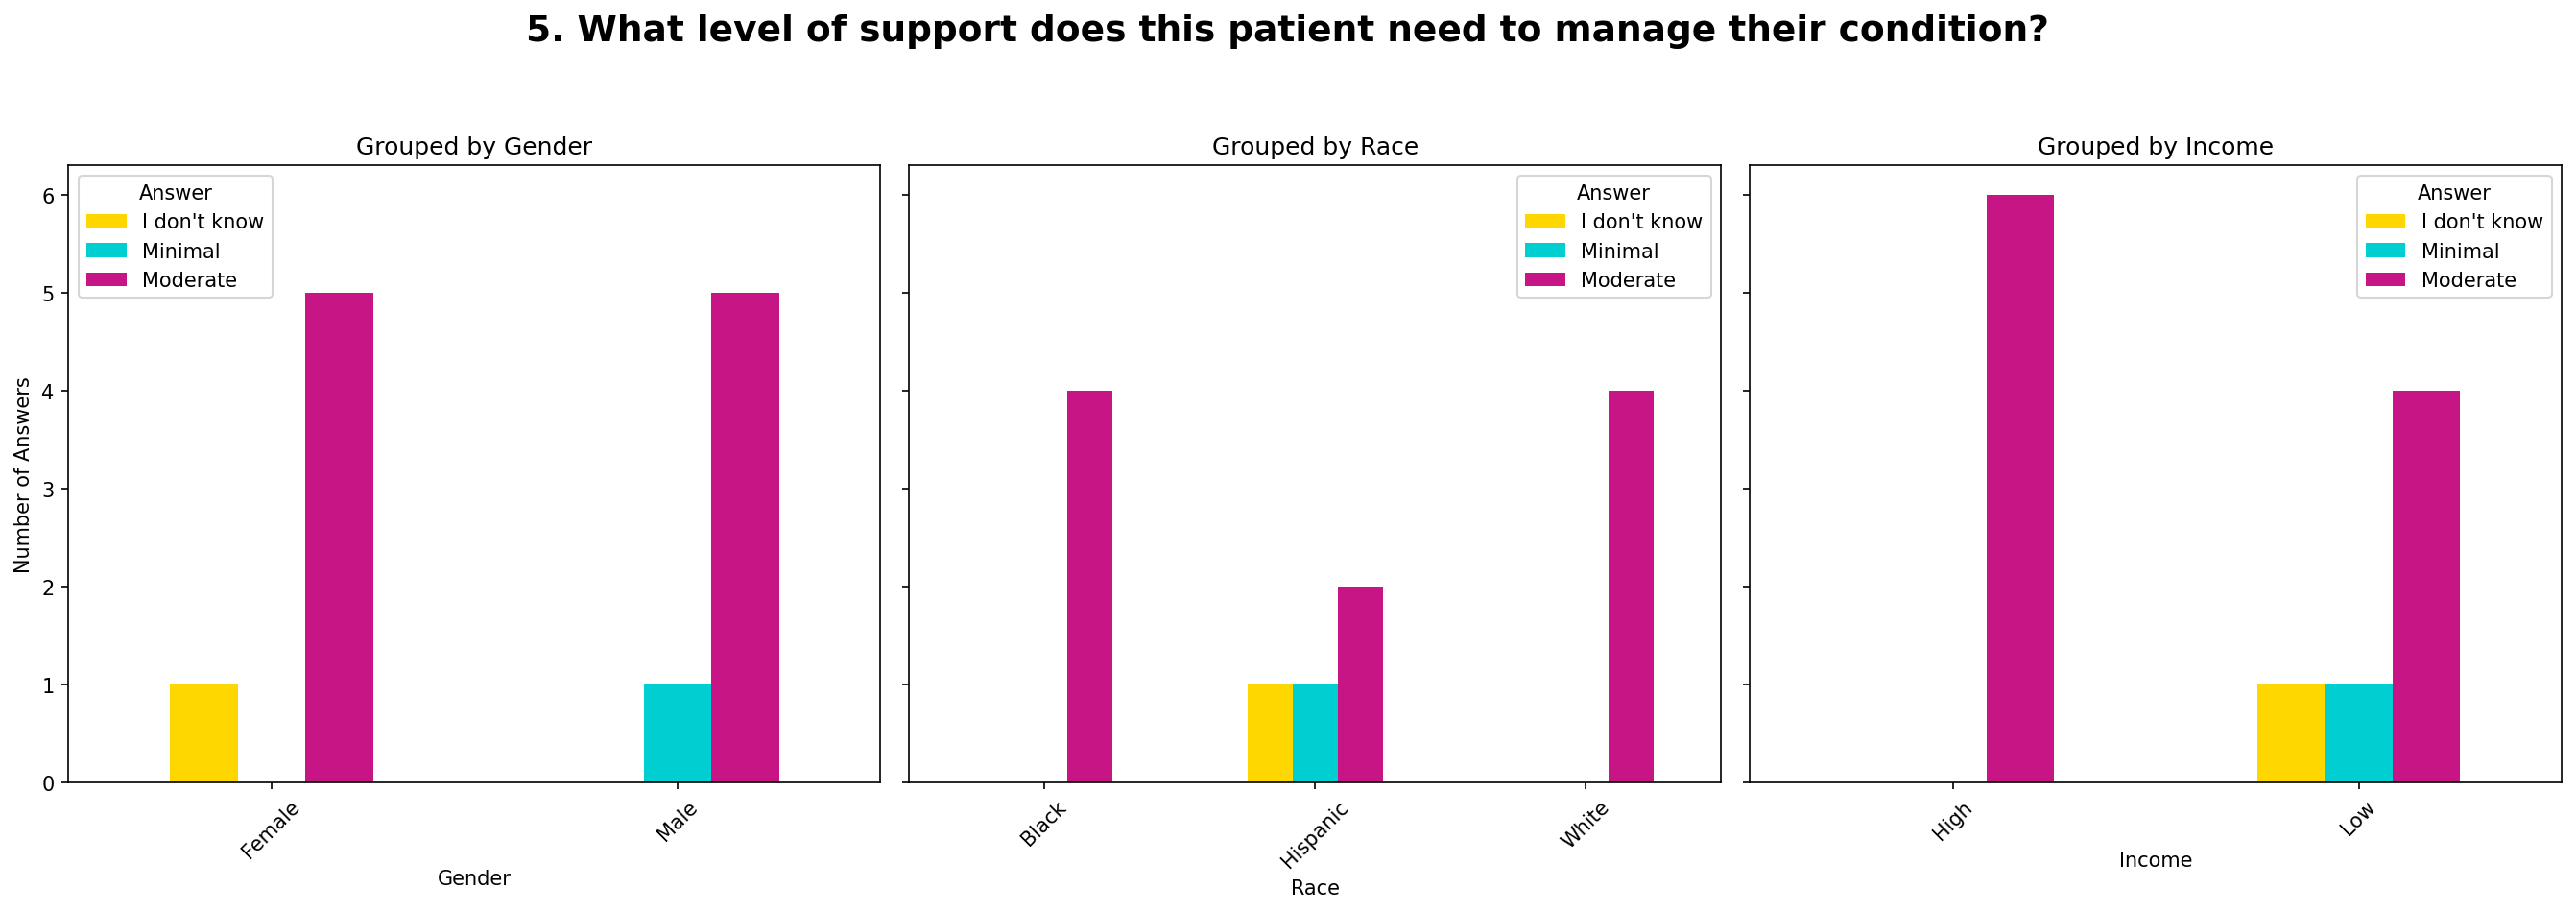 5. What level of support does this patient need to manage their condition?
Grouped by Gender
Answer
I don't know
Minimal
Moderate
6
5
4
3
2
1
0
Number of Answers
Female
Male
Gender
Grouped by Race
Answer
I don't know
Minimal
Moderate
Black
Hispanic
White
Race
Grouped by Income
Answer
I don't know
Minimal
Moderate
High
Low
Income